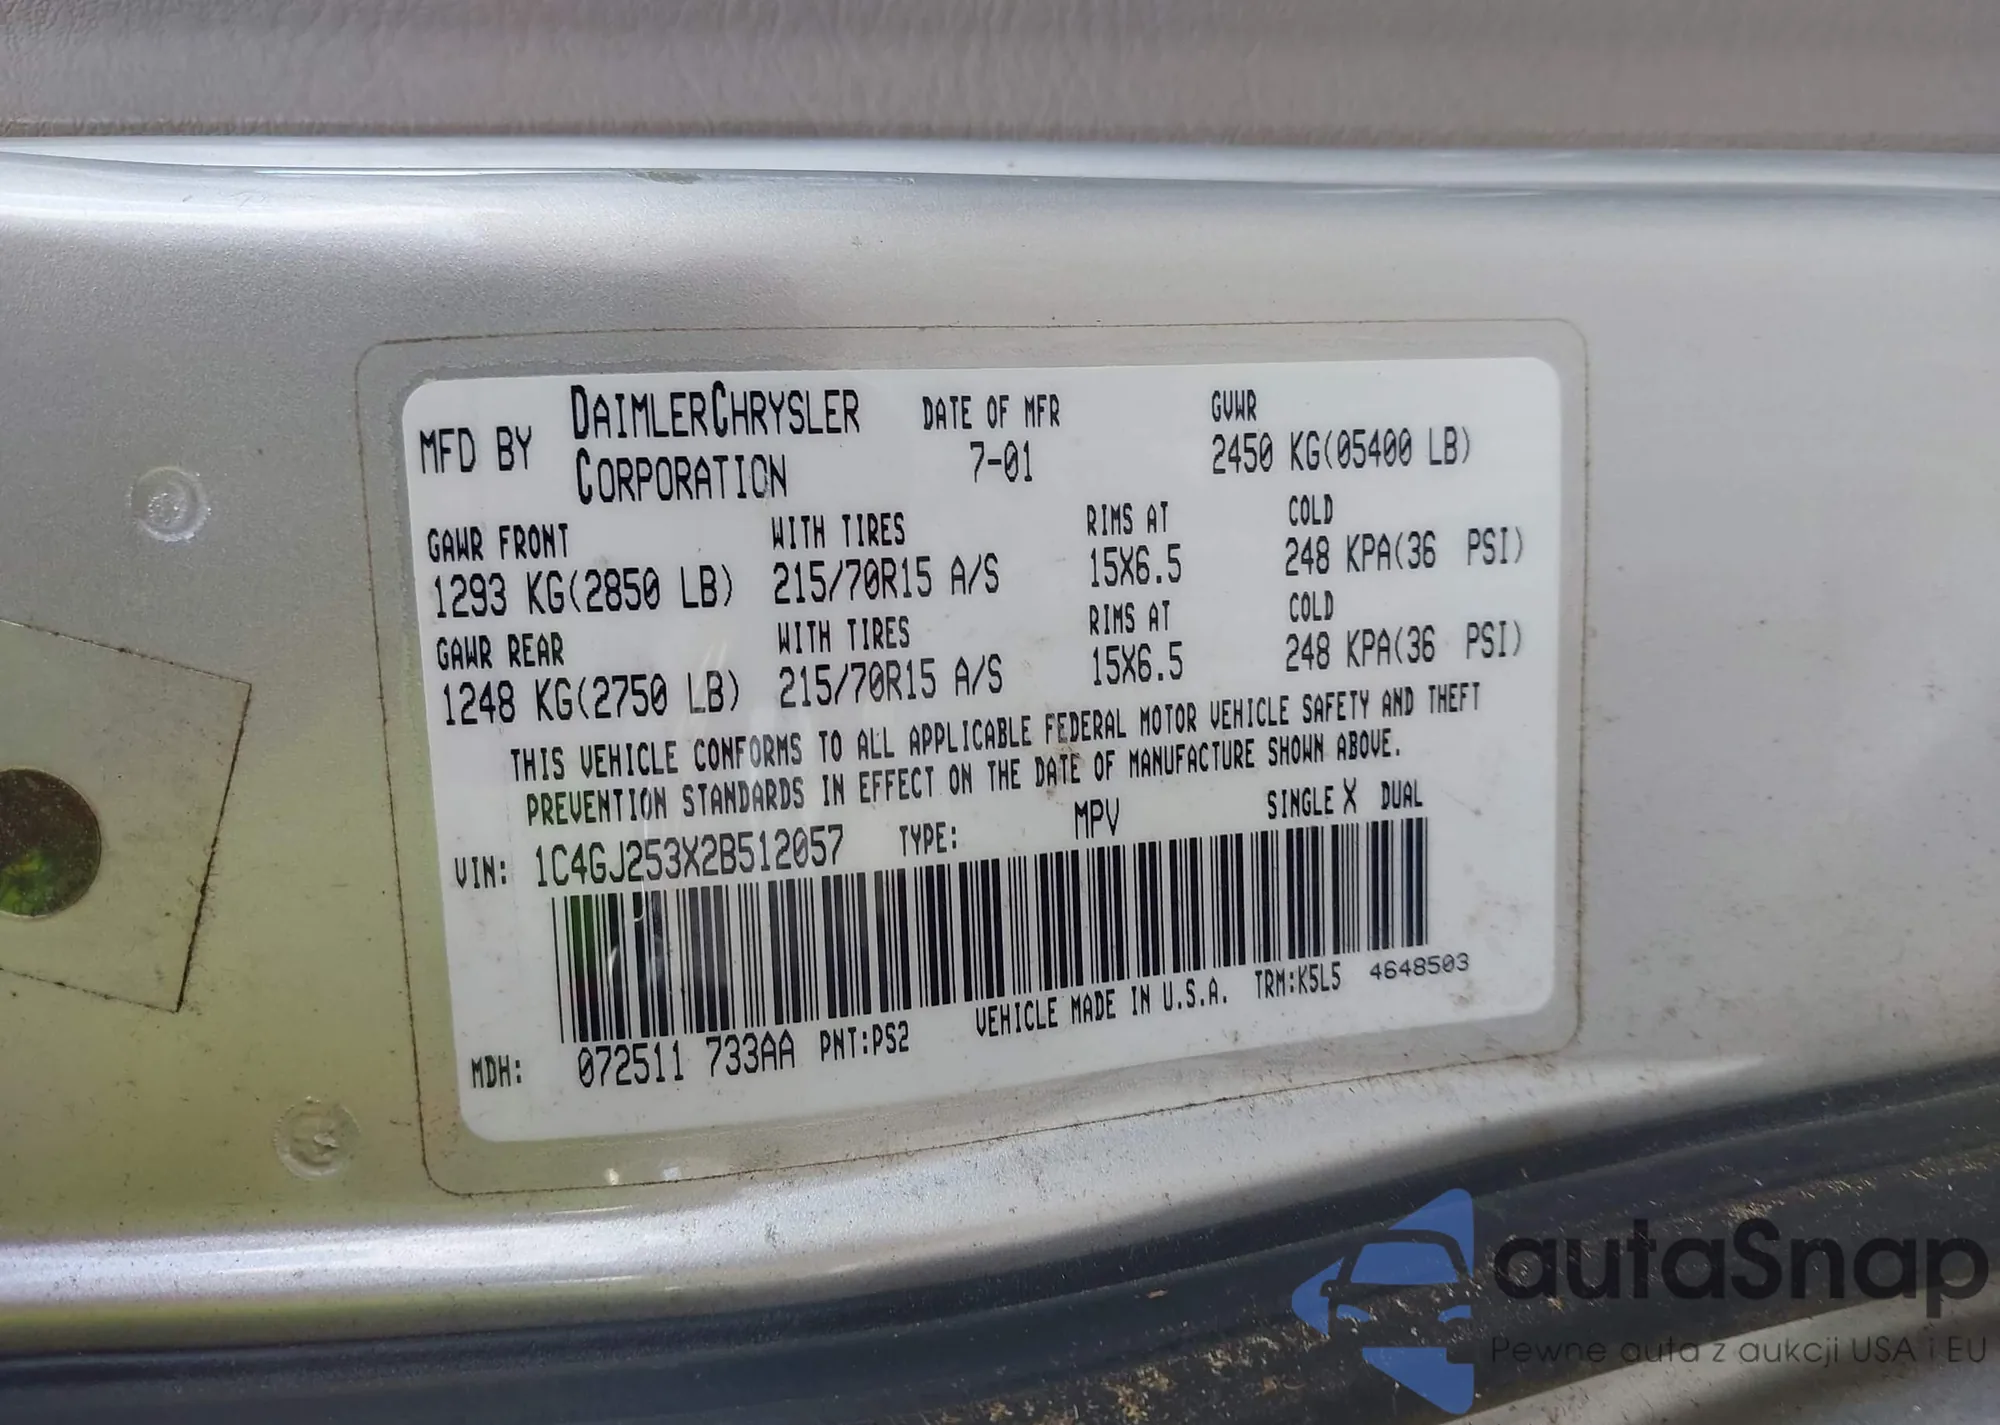 MFD BY DAIMLERCHRYSLER CORPORATION DATE OF MFR 7-01 GVWR 2450 KG(05400 LB)
GAWR FRONT WITH TIRES RIMS AT COLD
1293 KG(2850 LB) 215/70R15 A/S 15X6.5 248 KPA(36 PSI)
GAWR REAR WITH TIRES RIMS AT COLD
1248 KG(2750 LB) 215/70R15 A/S 15X6.5 248 KPA(36 PSI)
THIS VEHICLE CONFORMS TO ALL APPLICABLE FEDERAL MOTOR VEHICLE SAFETY AND THEFT
PREVENTION STANDARDS IN EFFECT ON THE DATE OF MANUFACTURE SHOWN ABOVE.
VIN: 1C4GJ253X2B512057 TYPE: MPV SINGLE X DUAL
MDH: 072511 733AA PNT:PS2 VEHICLE MADE IN U.S.A. TRM:K5L5 4648503
autaSnap
Pewne auta z aukcji USA i EU